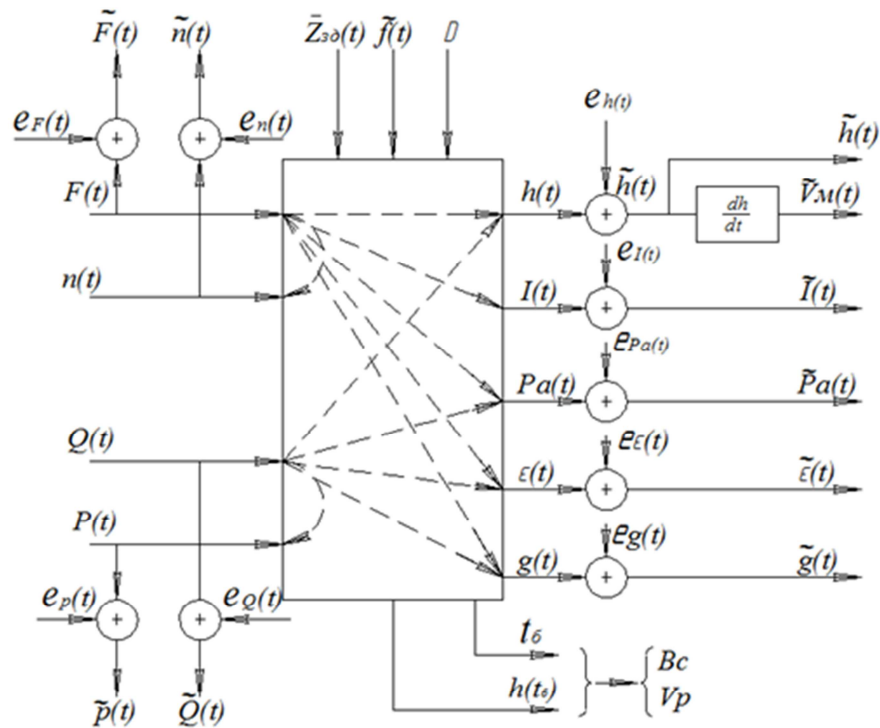 F̃(t) ñ(t) Z̄зд(t) f̃(t) D
eF(t) en(t) eh(t)
h̃(t)
F(t) h(t) h̃(t) dh/dt ṼM(t)
eI(t)
n(t) I(t) Ĩ(t)
ePa(t)
Pa(t) P̃a(t)
Q(t) eε(t)
ε(t) ε̃(t)
P(t) eg(t)
g(t) g̃(t)
ep(t) eQ(t)
+ + + + + + + + +
tб
Bc
h(tб) Vp
p̃(t) Q̃(t)